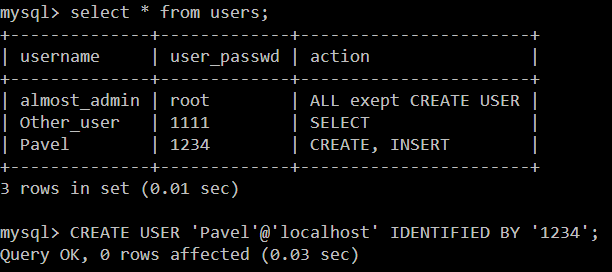 mysql> select * from users;
+--------------+-------------+-----------------------+
| username     | user_passwd | action                |
+--------------+-------------+-----------------------+
| almost_admin | root        | ALL exept CREATE USER |
| Other_user   | 1111        | SELECT                |
| Pavel        | 1234        | CREATE, INSERT        |
+--------------+-------------+-----------------------+
3 rows in set (0.01 sec)
mysql> CREATE USER 'Pavel'@'localhost' IDENTIFIED BY '1234';
Query OK, 0 rows affected (0.03 sec)